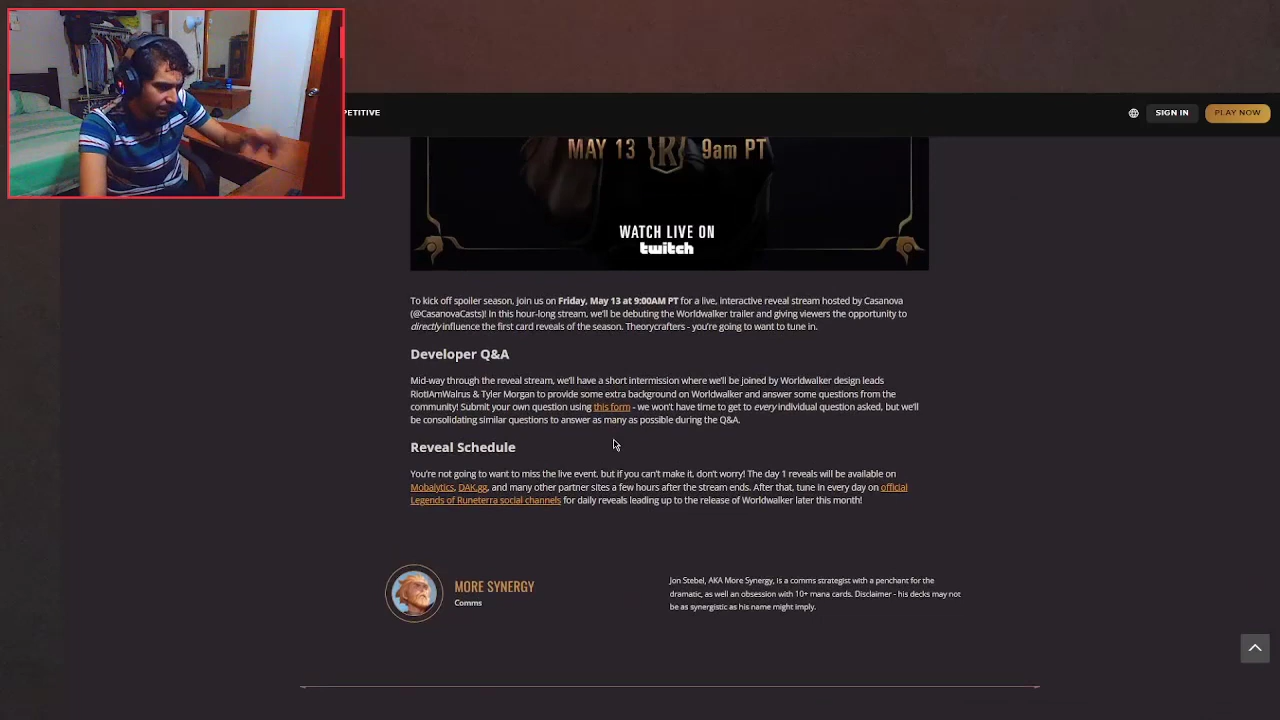 PETITIVE
SIGN IN
PLAY NOW
MAY 13 9am PT
WATCH LIVE ON
twitch
To kick off spoiler season, join us on Friday, May 13 at 9:00AM PT for a live, interactive reveal stream hosted by Casanova
(@CasanovaCasts)! In this hour-long stream, we'll be debuting the Worldwalker trailer and giving viewers the opportunity to
directly influence the first card reveals of the season. Theorycrafters - you're going to want to tune in.
Developer Q&A
Mid-way through the reveal stream, we'll have a short intermission where we'll be joined by Worldwalker design leads
RiotIAmWalrus & Tyler Morgan to provide some extra background on Worldwalker and answer some questions from the
community! Submit your own question using this form - we won't have time to get to every individual question asked, but we'll
be consolidating similar questions to answer as many as possible during the Q&A.
Reveal Schedule
You're not going to want to miss the live event, but if you can't make it, don't worry! The day 1 reveals will be available on
Mobalytics, DAK.gg, and many other partner sites a few hours after the stream ends. After that, tune in every day on official
Legends of Runeterra social channels for daily reveals leading up to the release of Worldwalker later this month!
MORE SYNERGY
Comms
Jon Stebel, AKA More Synergy, is a comms strategist with a penchant for the
dramatic, as well an obsession with 10+ mana cards. Disclaimer - his decks may not
be as synergistic as his name might imply.